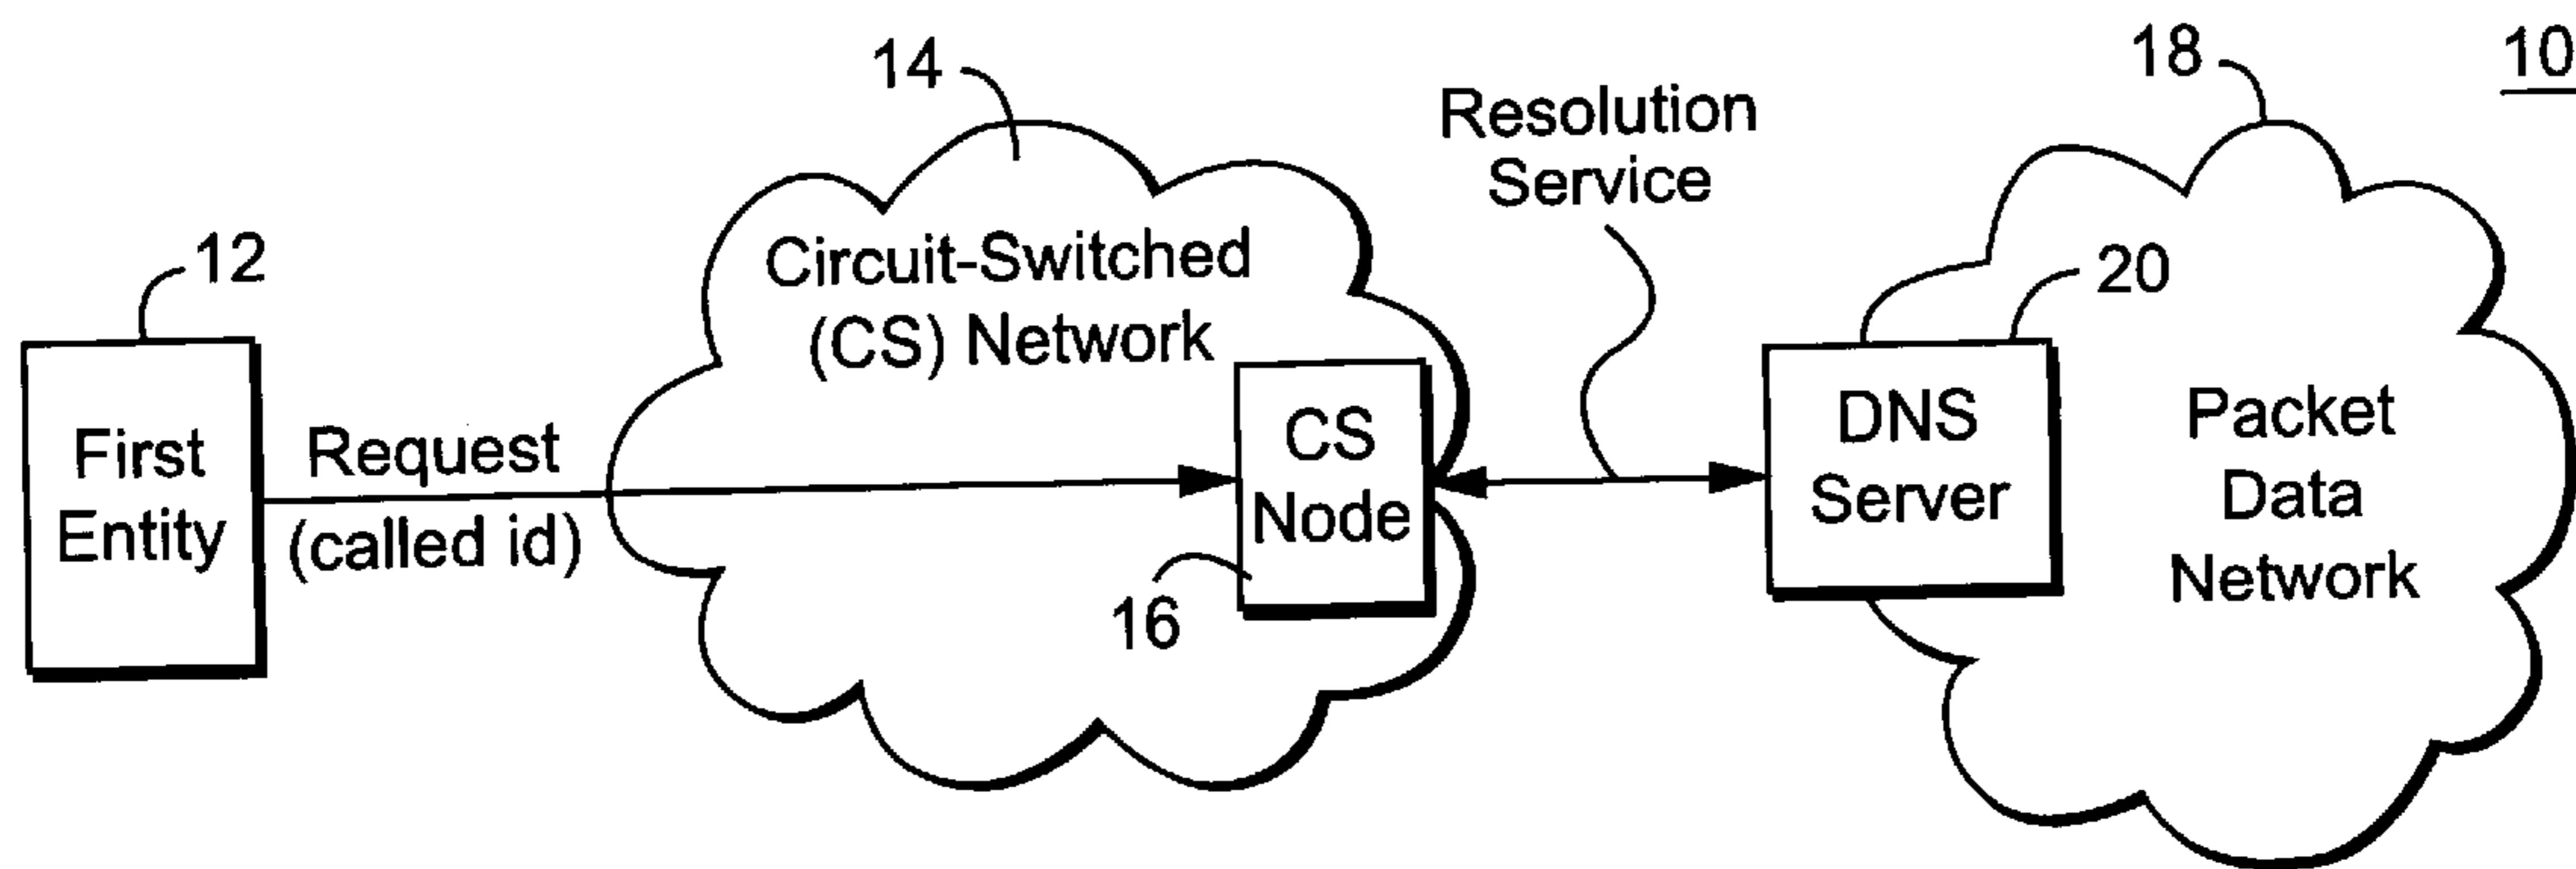 14
18
10
Resolution
Service
12
Circuit-Switched
(CS) Network
20
First
Entity
Request
(called id)
CS
Node
16
DNS
Server
Packet
Data
Network